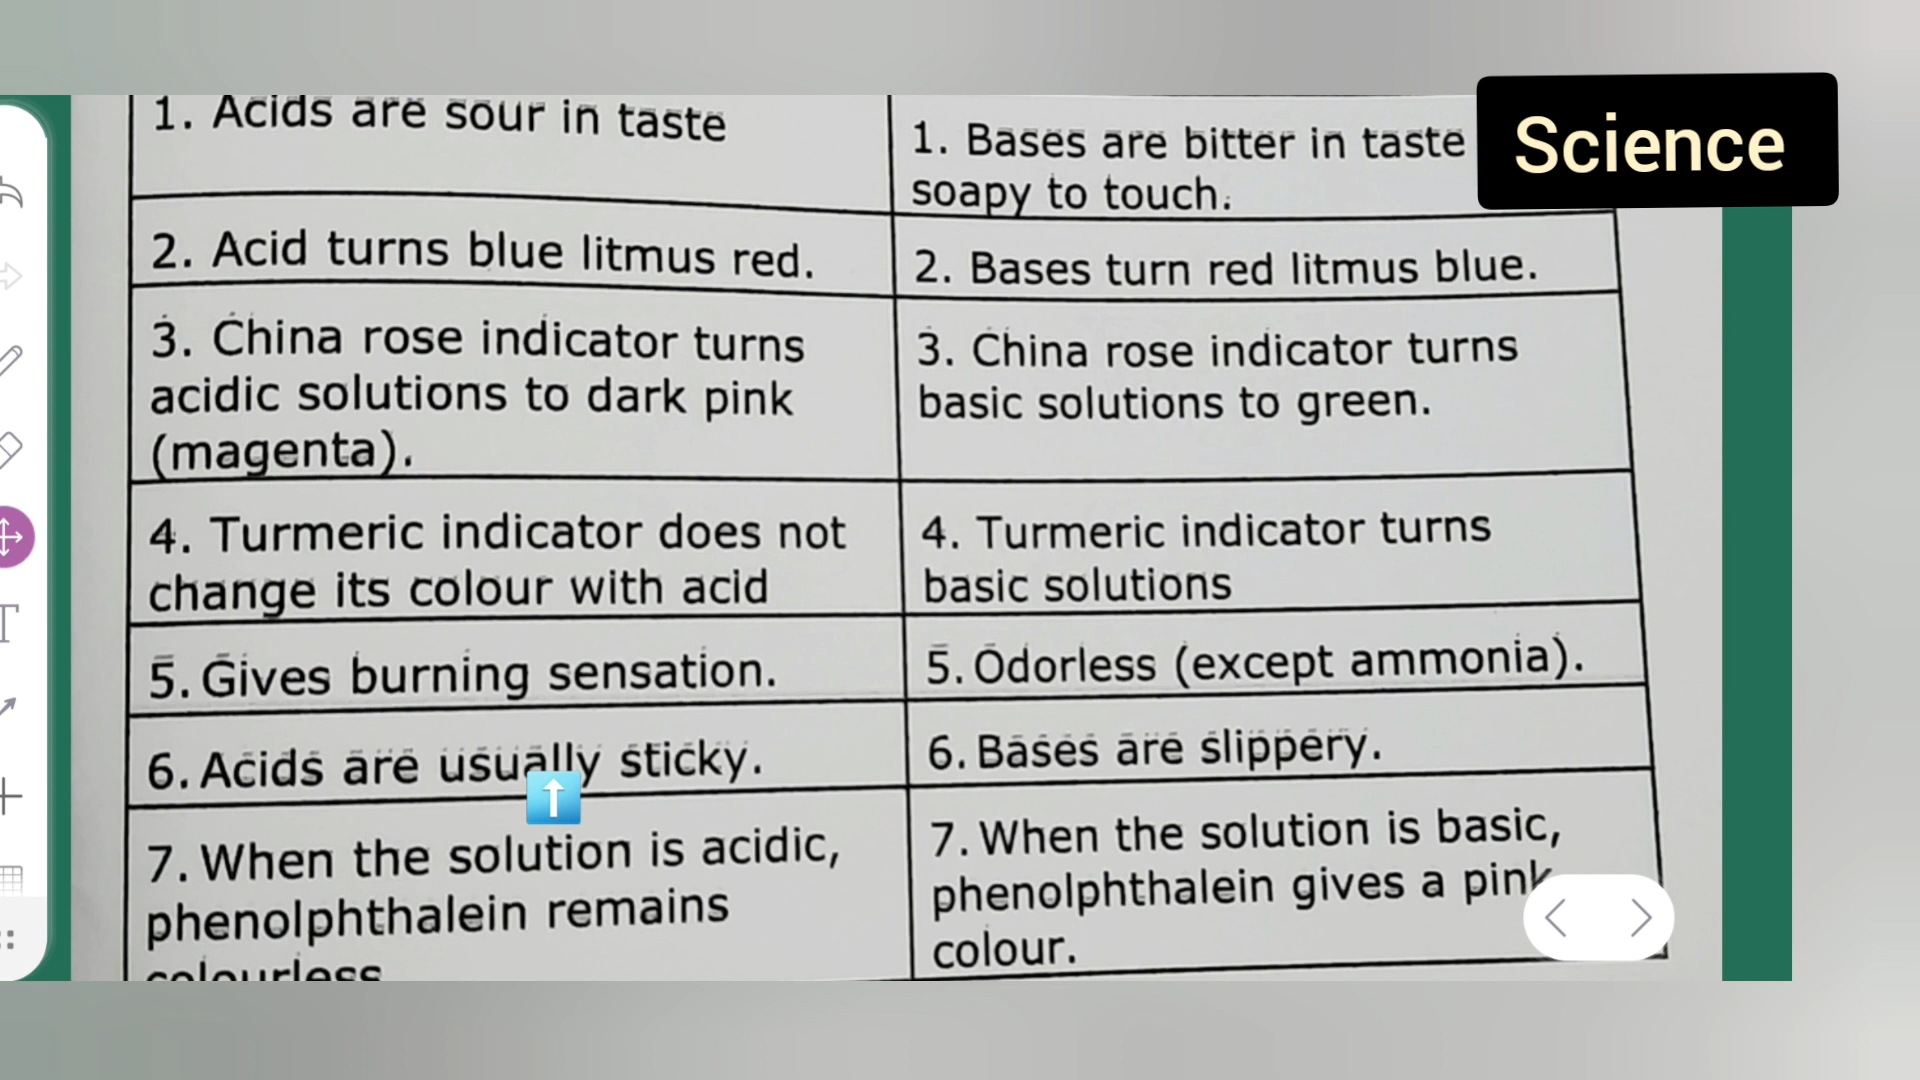 Science
1. Acids are sour in taste
1. Bases are bitter in taste
soapy to touch.
2. Acid turns blue litmus red.
2. Bases turn red litmus blue.
3. China rose indicator turns
acidic solutions to dark pink
(magenta).
3. China rose indicator turns
basic solutions to green.
4. Turmeric indicator does not
change its colour with acid
4. Turmeric indicator turns
basic solutions
5. Gives burning sensation.
5. Odorless (except ammonia).
6. Acids are usually sticky.
6. Bases are slippery.
7. When the solution is acidic,
phenolphthalein remains
colourless
7. When the solution is basic,
phenolphthalein gives a pink
colour.
T